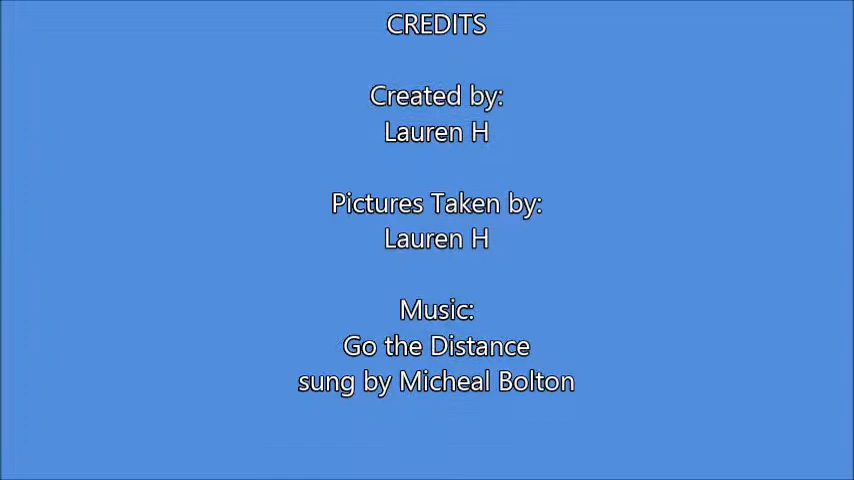 CREDITS
Created by:
Lauren H
Pictures Taken by:
Lauren H
Music:
Go the Distance
sung by Micheal Bolton